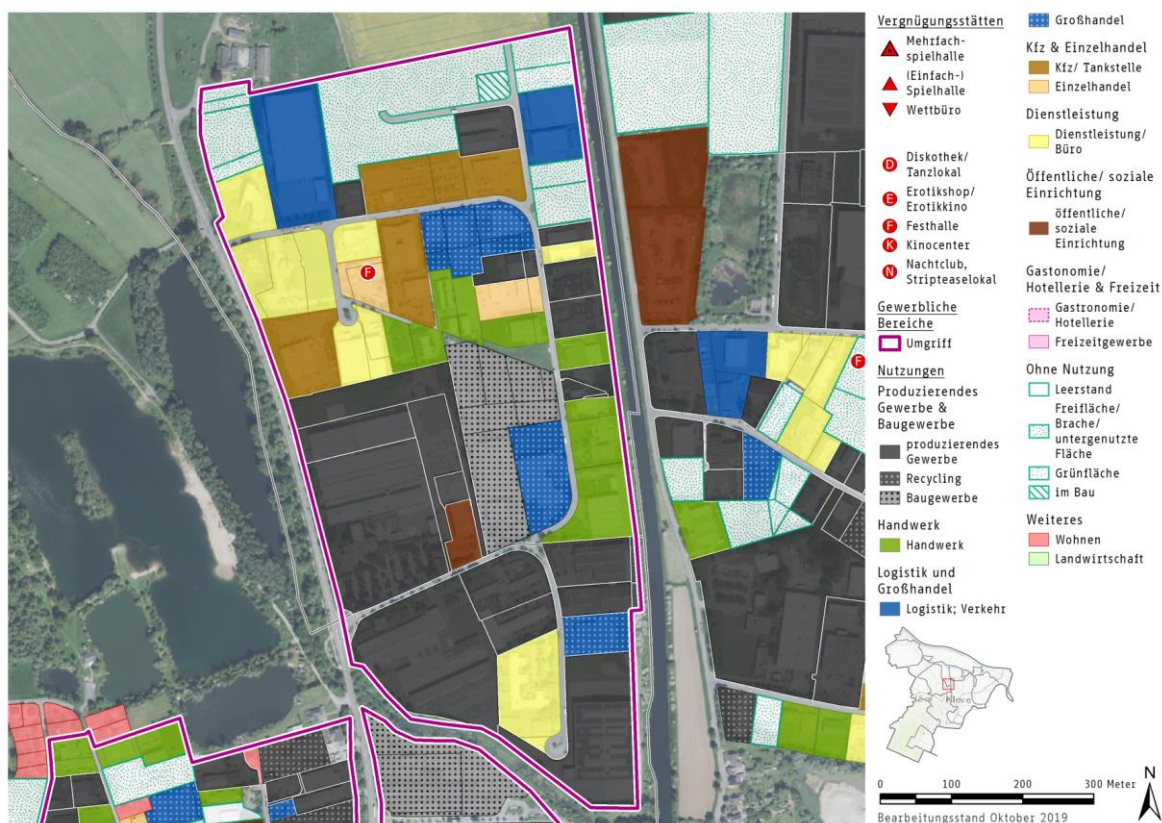 Vergnügungsstätten
Mehrfach-
spielhalle
(Einfach-)
Spielhalle
Wettbüro
D
Diskothek/
Tanzlokal
E
Erotikshop/
Erotikkino
F
Festhalle
K
Kinocenter
N
Nachtclub,
Stripteaselokal
Gewerbliche
Bereiche
Umgriff
Nutzungen
Produzierendes
Gewerbe &
Baugewerbe
produzierendes
Gewerbe
Recycling
Baugewerbe
Handwerk
Handwerk
Logistik und
Großhandel
Logistik; Verkehr
Großhandel
Kfz & Einzelhandel
Kfz/ Tankstelle
Einzelhandel
Dienstleistung
Dienstleistung/
Büro
Öffentliche/ soziale
Einrichtung
öffentliche/
soziale
Einrichtung
Gastonomie/
Hotellerie & Freizeit
Gastronomie/
Hotellerie
Freizeitgewerbe
Ohne Nutzung
Leerstand
Freifläche/
Brache/
untergenutzte
Fläche
Grünfläche
im Bau
Weiteres
Wohnen
Landwirtschaft
F
F
Kleve
N
0 100 200 300 Meter
Bearbeitungsstand Oktober 2019